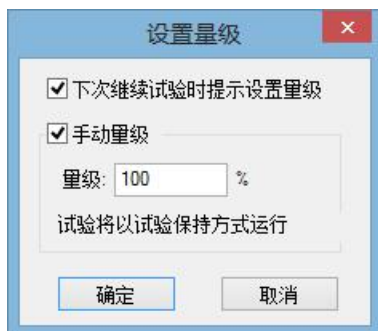 设置量级
下次继续试验时提示设置量级
手动量级
量级: 100 %
试验将以试验保持方式运行
确定 取消